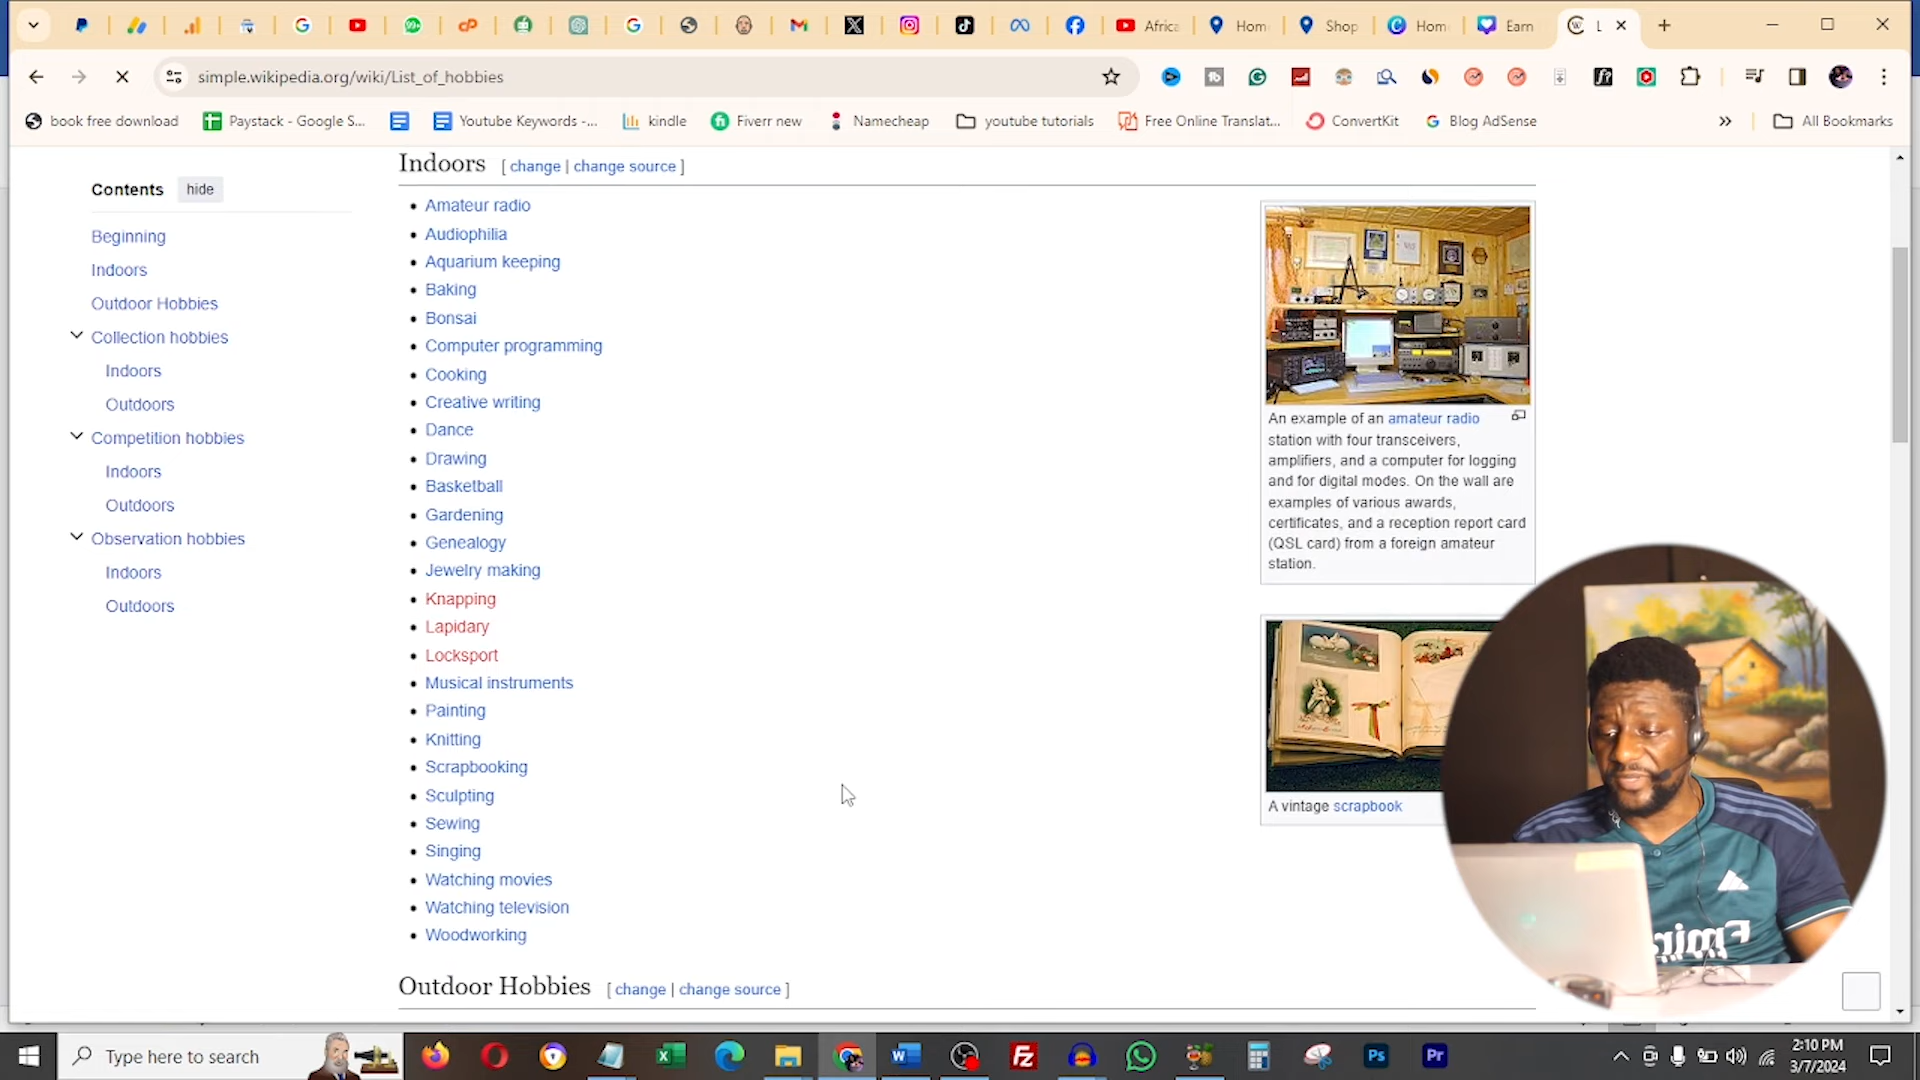 99+
Africa
Hom
Shop
Hom
Earn
L
simple.wikipedia.org/wiki/List_of_hobbies
book free download
Paystack - Google S...
Youtube Keywords -...
kindle
Fiverr new
Namecheap
youtube tutorials
Free Online Translat...
ConvertKit
Blog AdSense
All Bookmarks
Contents
hide
Beginning
Indoors
Outdoor Hobbies
Collection hobbies
Indoors
Outdoors
Competition hobbies
Indoors
Outdoors
Observation hobbies
Indoors
Outdoors
Indoors [ change | change source ]
Amateur radio
Audiophilia
Aquarium keeping
Baking
Bonsai
Computer programming
Cooking
Creative writing
Dance
Drawing
Basketball
Gardening
Genealogy
Jewelry making
Knapping
Lapidary
Locksport
Musical instruments
Painting
Knitting
Scrapbooking
Sculpting
Sewing
Singing
Watching movies
Watching television
Woodworking
Outdoor Hobbies [ change | change source ]
An example of an amateur radio
station with four transceivers,
amplifiers, and a computer for logging
and for digital modes. On the wall are
examples of various awards,
certificates, and a reception report card
(QSL card) from a foreign amateur
station.
A vintage scrapbook
Type here to search
2:10 PM
3/7/2024